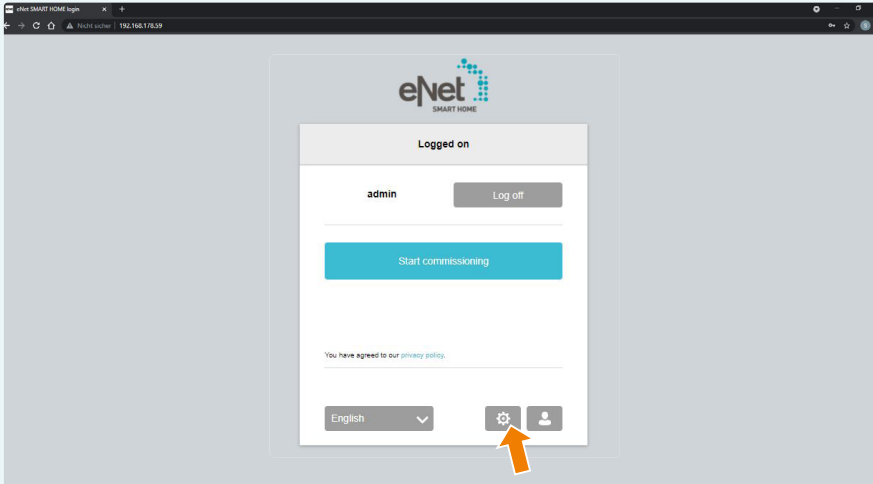 eNet SMART HOME login
Nicht sicher | 192.168.178.59
eNet
SMART HOME
Logged on
admin
Log off
Start commissioning
You have agreed to our privacy policy.
English